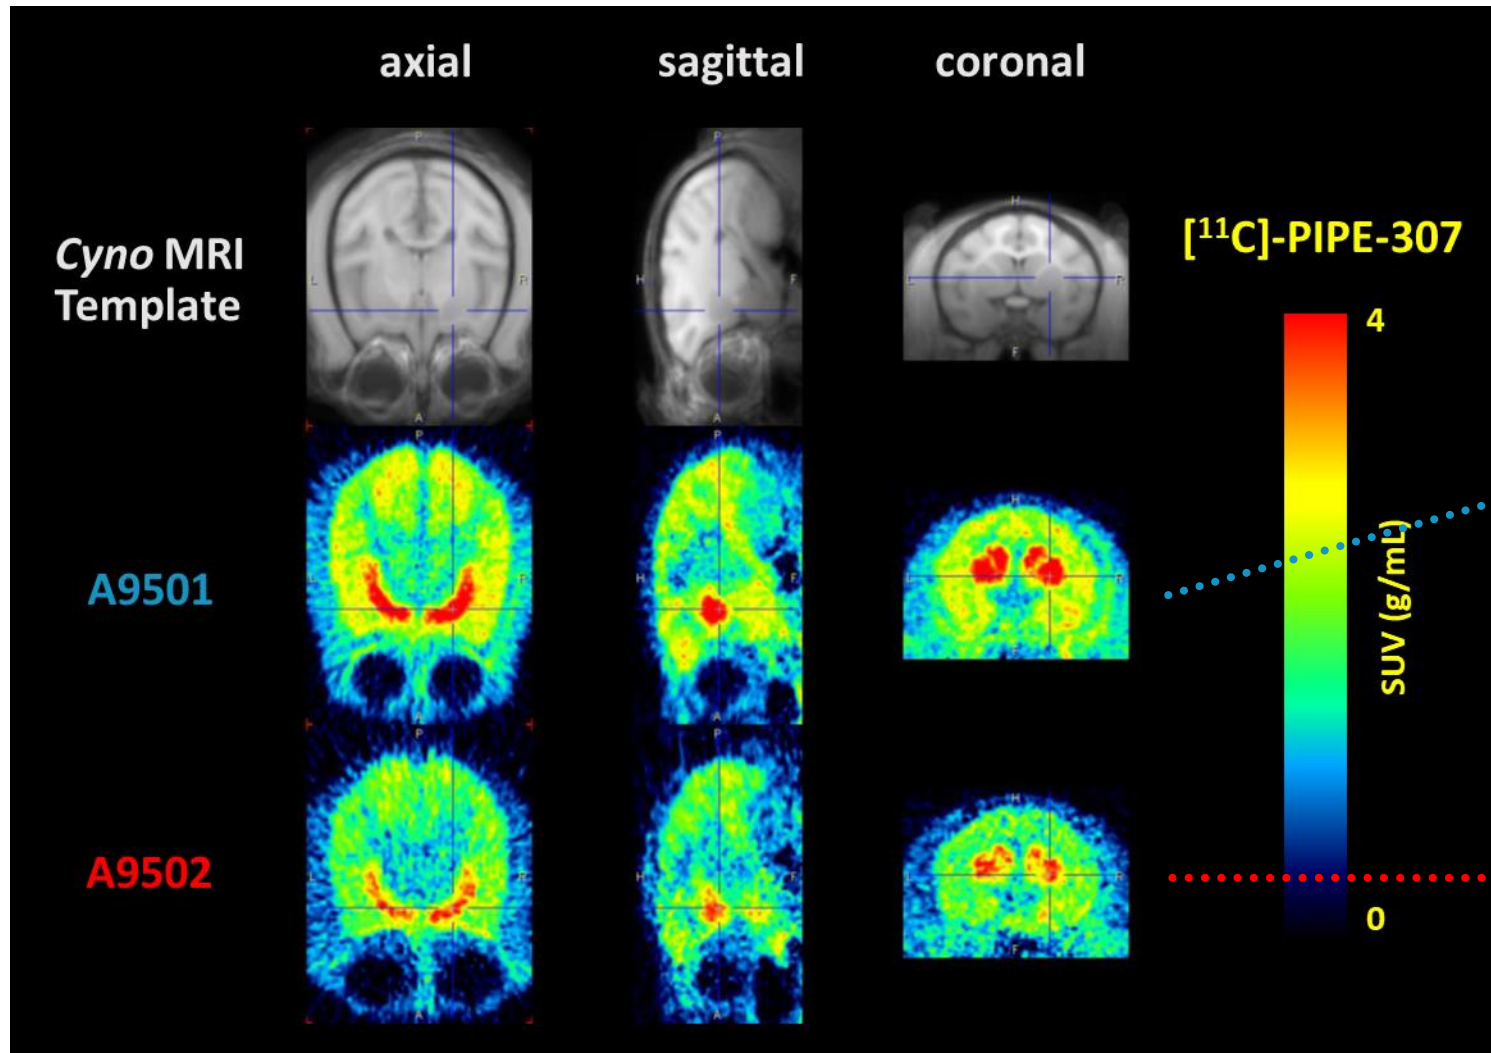 axial sagittal coronal
P P H
Cyno MRI
Template
[¹¹C]-PIPE-307
L R H F L R
F
A A
4
P P H
A9501
L R H F L R
SUV (g/mL)
F
A A
P P H
A9502
L R H F L R
0
F
A A